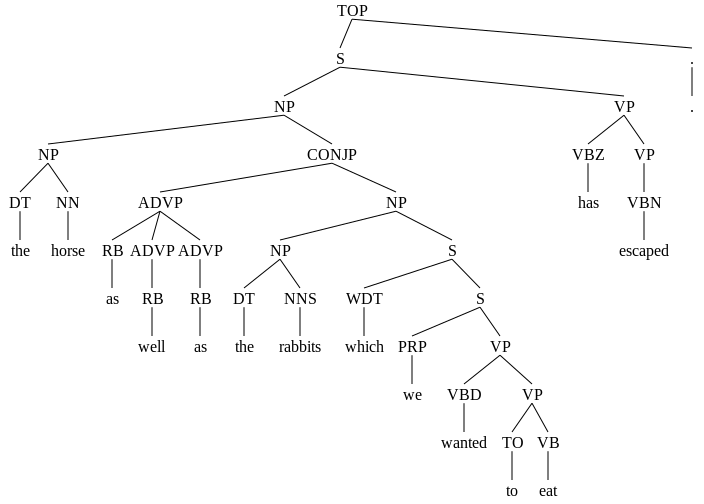 TOP
S .
NP VP .
NP CONJP VBZ VP
DT NN ADVP NP has VBN
the horse RB ADVP ADVP NP S escaped
as RB RB DT NNS WDT S
well as the rabbits which PRP VP
we VBD VP
wanted TO VB
to eat